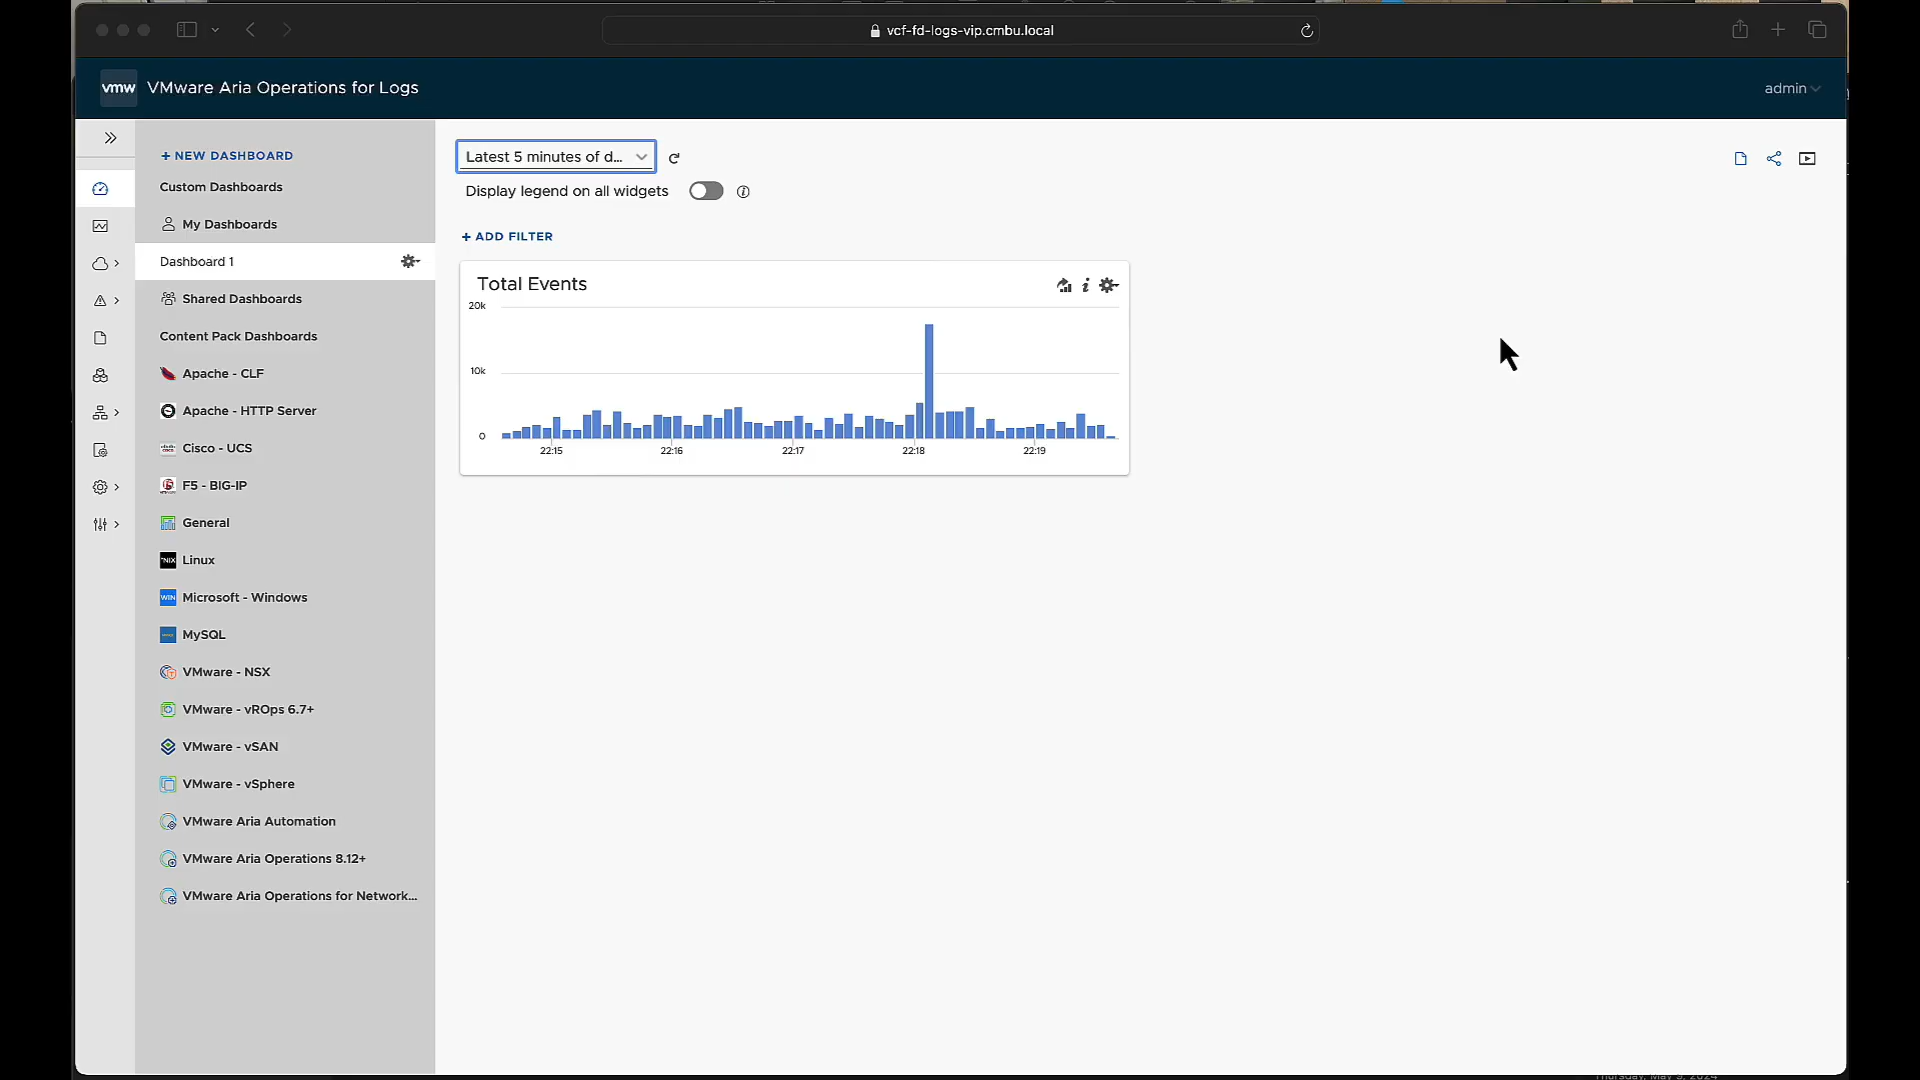 vcf-fd-logs-vip.cmbu.local
vmw VMware Aria Operations for Logs
admin
+ NEW DASHBOARD
Custom Dashboards
My Dashboards
Dashboard 1
Shared Dashboards
Content Pack Dashboards
Apache - CLF
Apache - HTTP Server
Cisco - UCS
F5 - BIG-IP
General
Linux
WIN Microsoft - Windows
MySQL
VMware - NSX
VMware - vROps 6.7+
VMware - vSAN
VMware - vSphere
VMware Aria Automation
VMware Aria Operations 8.12+
VMware Aria Operations for Network...
Latest 5 minutes of d...
Display legend on all widgets
+ ADD FILTER
Total Events
20k
10k
0
22:15 22:16 22:17 22:18 22:19